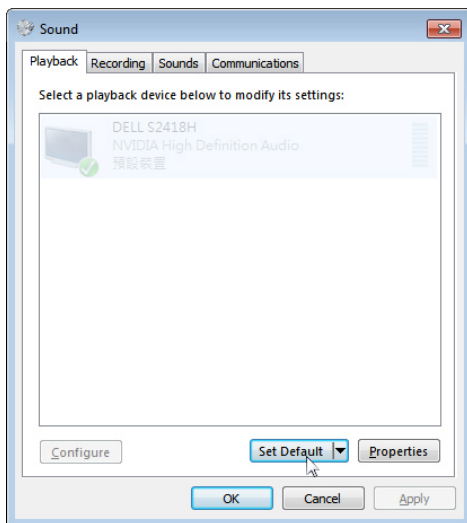 Sound
Playback
Recording
Sounds
Communications
Select a playback device below to modify its settings:
DELL S2418H
NVIDIA High Definition Audio
預設裝置
Configure
Set Default
Properties
OK
Cancel
Apply